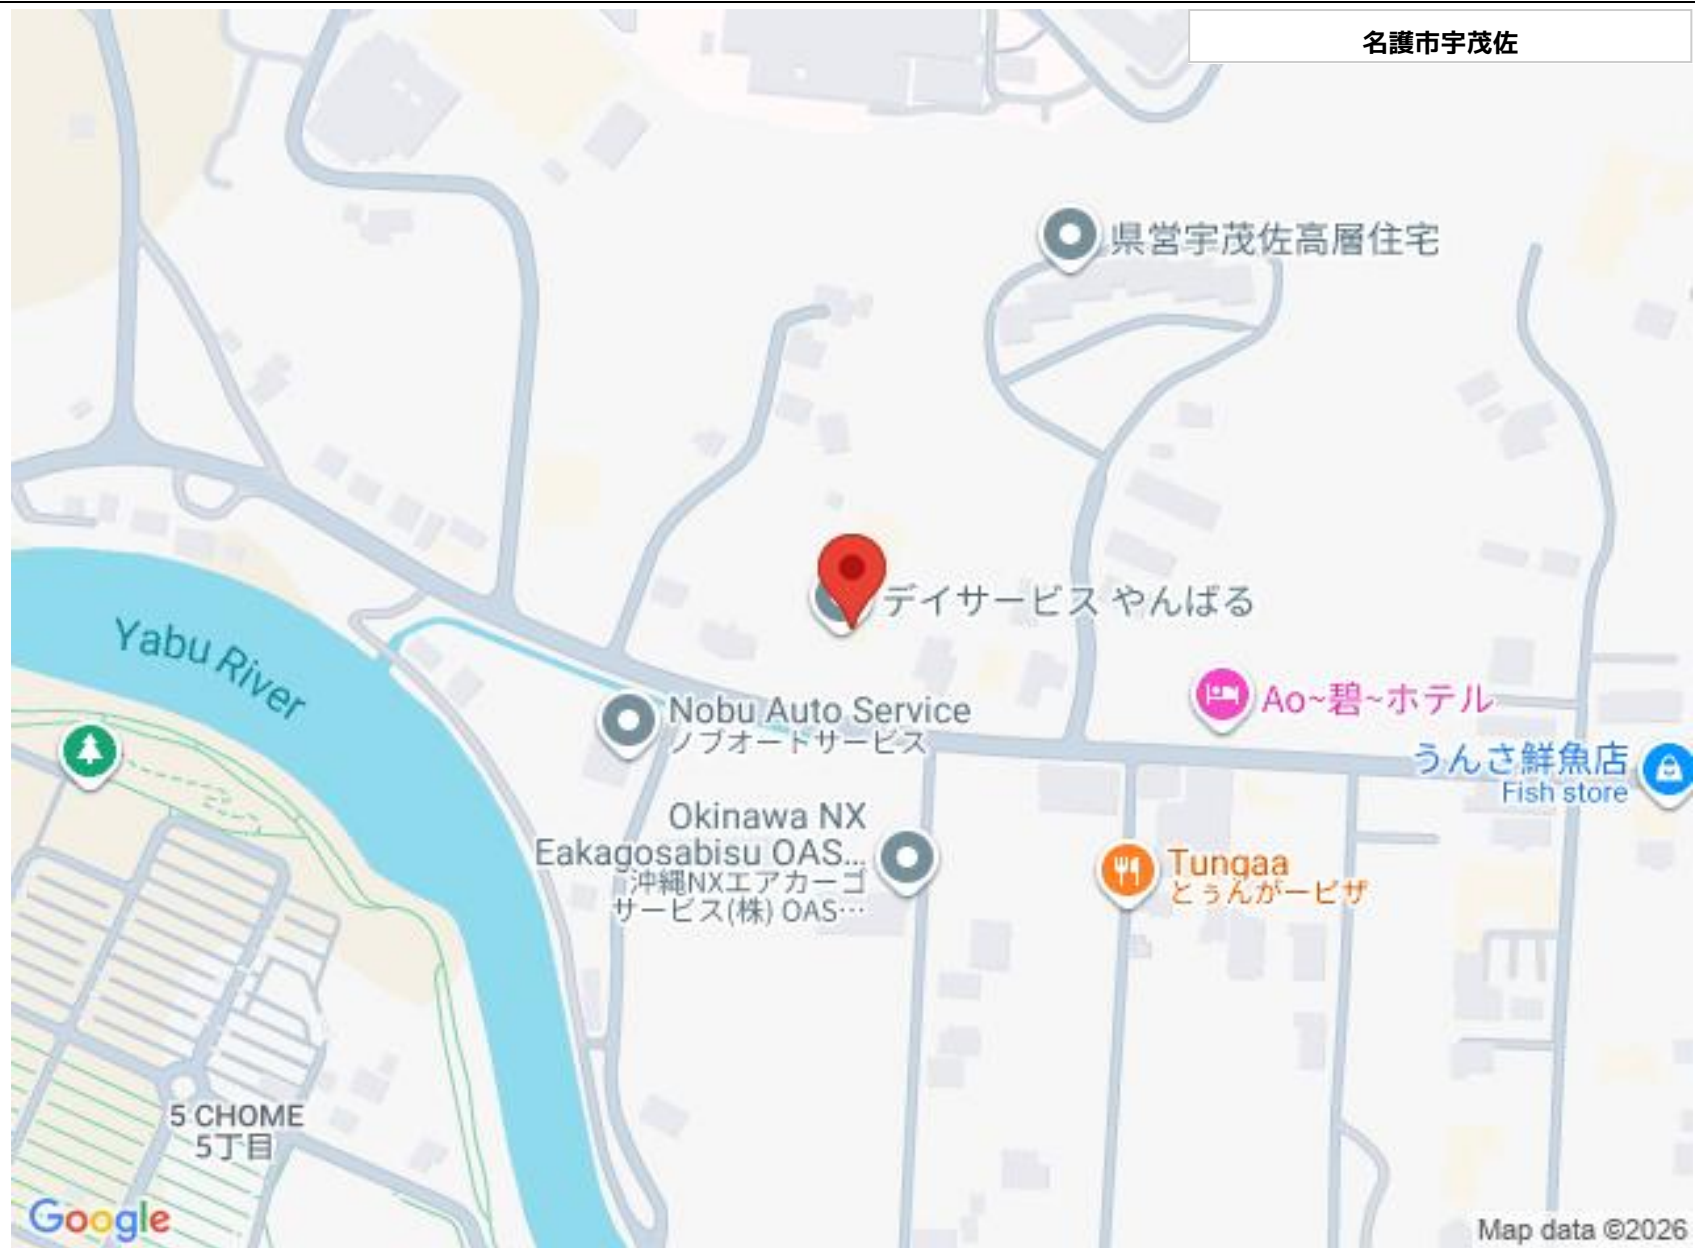 名護市宇茂佐
県営宇茂佐高層住宅
デイサービス やんばる
Yabu River
Nobu Auto Service
ノブオートサービス
Ao~碧~ホテル
うんさ鮮魚店
Fish store
Okinawa NX
Eakagosabisu OAS...
沖縄NXエアカーゴ
サービス(株) OAS…
Tungaa
とぅんがーピザ
5 CHOME
5丁目
Google
Map data ©2026